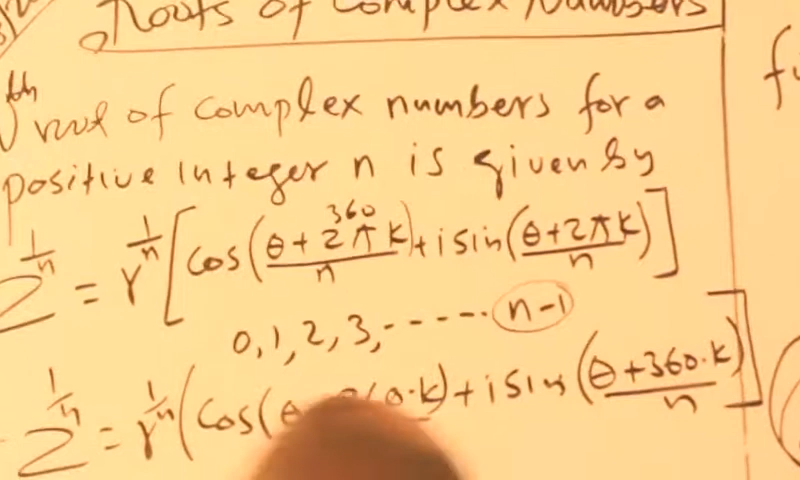 Roots of Complex Numbers
th root of complex numbers for a
positive integer n is given by
z^(1/n) = r^(1/n) [cos((θ+2πk)/n) + i sin((θ+2πk)/n)]
360
0, 1, 2, 3, ------ n-1
z^(1/n) = r^(1/n) (cos(θ ·k) + i sin((θ+360·k)/n)]